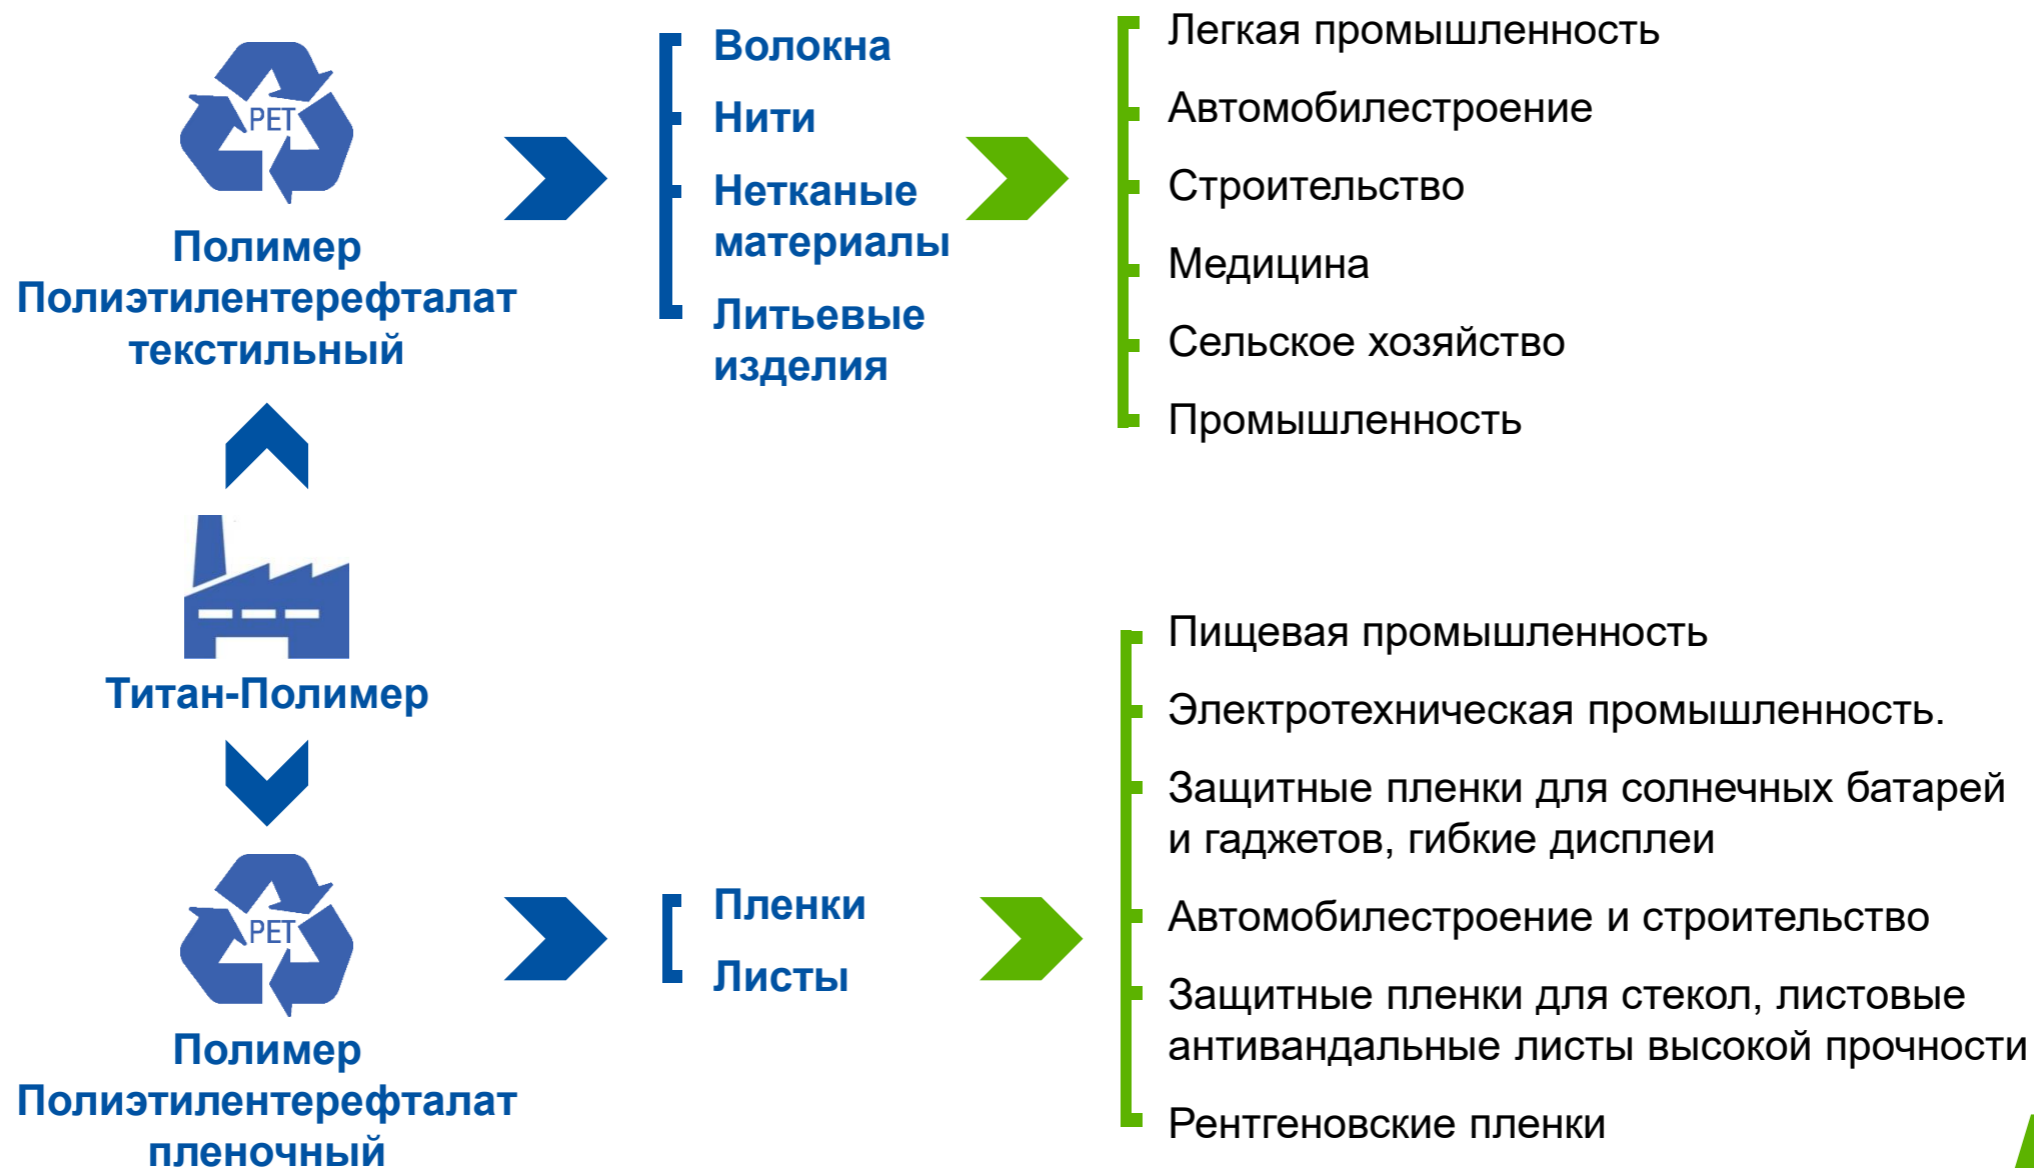 PET
Полимер
Полиэтилентерефталат
текстильный
Волокна
Нити
Нетканые
материалы
Литьевые
изделия
Легкая промышленность
Автомобилестроение
Строительство
Медицина
Сельское хозяйство
Промышленность
Титан-Полимер
PET
Полимер
Полиэтилентерефталат
пленочный
Пленки
Листы
Пищевая промышленность
Электротехническая промышленность.
Защитные пленки для солнечных батарей
и гаджетов, гибкие дисплеи
Автомобилестроение и строительство
Защитные пленки для стекол, листовые
антивандальные листы высокой прочности
Рентгеновские пленки